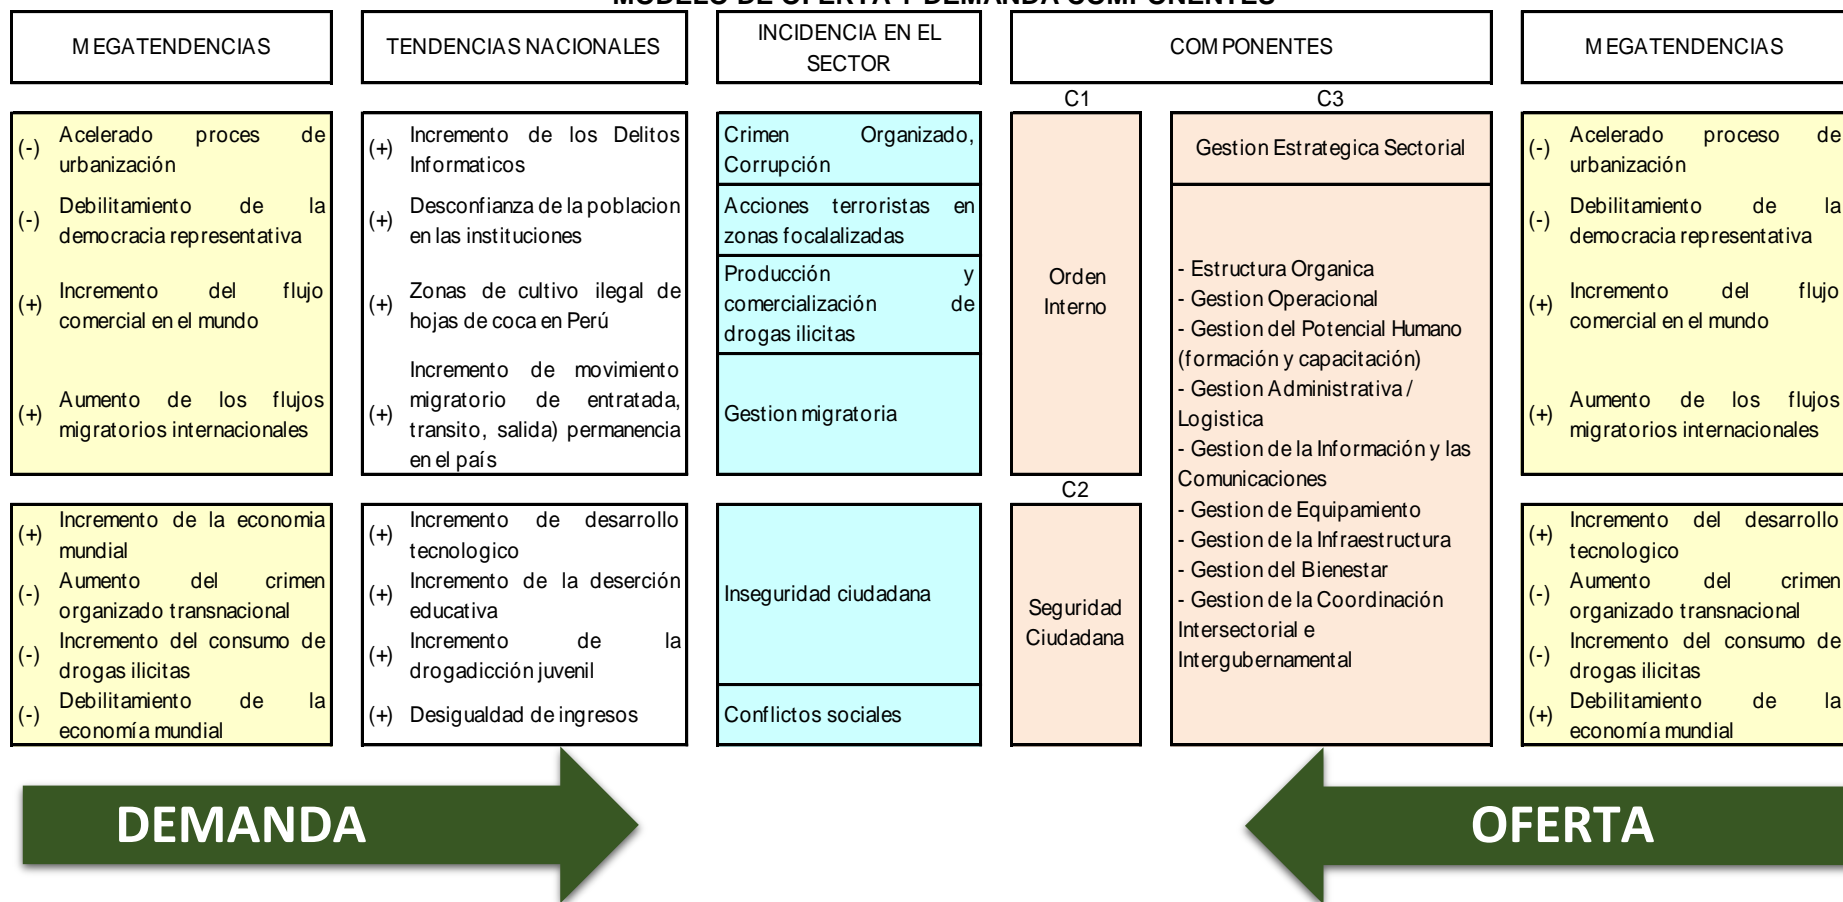 MODELO DE OFERTA Y DEMANDA COMPONENTES
MEGATENDENCIAS
TENDENCIAS NACIONALES
INCIDENCIA EN EL
SECTOR
COMPONENTES
MEGATENDENCIAS
C1
C3
(-) Acelerado proces de
urbanización
(-) Debilitamiento de la
democracia representativa
(+) Incremento del flujo
comercial en el mundo
(+) Aumento de los flujos
migratorios internacionales
(+) Incremento de los Delitos
Informaticos
(+) Desconfianza de la poblacion
en las instituciones
(+) Zonas de cultivo ilegal de
hojas de coca en Perú
(+) Incremento de movimiento
migratorio de entratada,
transito, salida) permanencia
en el país
Crimen Organizado,
Corrupción
Acciones terroristas en
zonas focalalizadas
Producción y
comercialización de
drogas ilicitas
Gestion migratoria
Orden
Interno
Gestion Estrategica Sectorial
- Estructura Organica
- Gestion Operacional
- Gestion del Potencial Humano
(formación y capacitación)
- Gestion Administrativa /
Logistica
- Gestion de la Información y las
Comunicaciones
- Gestion de Equipamiento
- Gestion de la Infraestructura
- Gestion del Bienestar
- Gestion de la Coordinación
Intersectorial e
Intergubernamental
(-) Acelerado proceso de
urbanización
(-) Debilitamiento de la
democracia representativa
(+) Incremento del flujo
comercial en el mundo
(+) Aumento de los flujos
migratorios internacionales
C2
(+) Incremento de la economia
mundial
(-) Aumento del crimen
organizado transnacional
(-) Incremento del consumo de
drogas ilicitas
(-) Debilitamiento de la
economía mundial
(+) Incremento de desarrollo
tecnologico
(+) Incremento de la deserción
educativa
(+) Incremento de la
drogadicción juvenil
(+) Desigualdad de ingresos
Inseguridad ciudadana
Conflictos sociales
Seguridad
Ciudadana
(+) Incremento del desarrollo
tecnologico
(-) Aumento del crimen
organizado transnacional
(-) Incremento del consumo de
drogas ilicitas
(+) Debilitamiento de la
economía mundial
DEMANDA
OFERTA